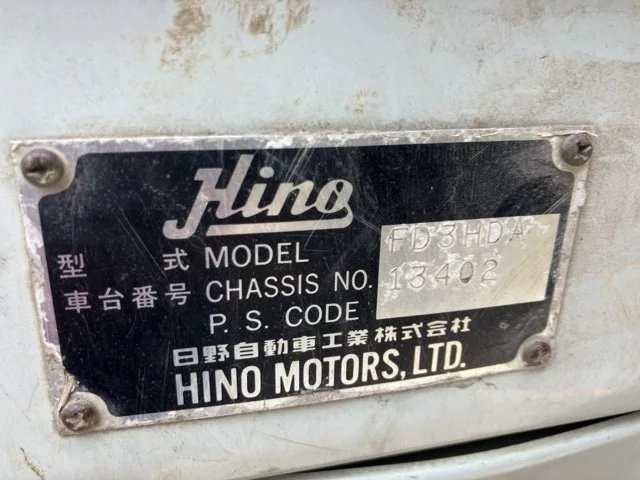 Hino
型 式 MODEL FD3HDA
車台番号 CHASSIS NO. 13402
P. S. CODE
日野自動車工業株式会社
HINO MOTORS, LTD.